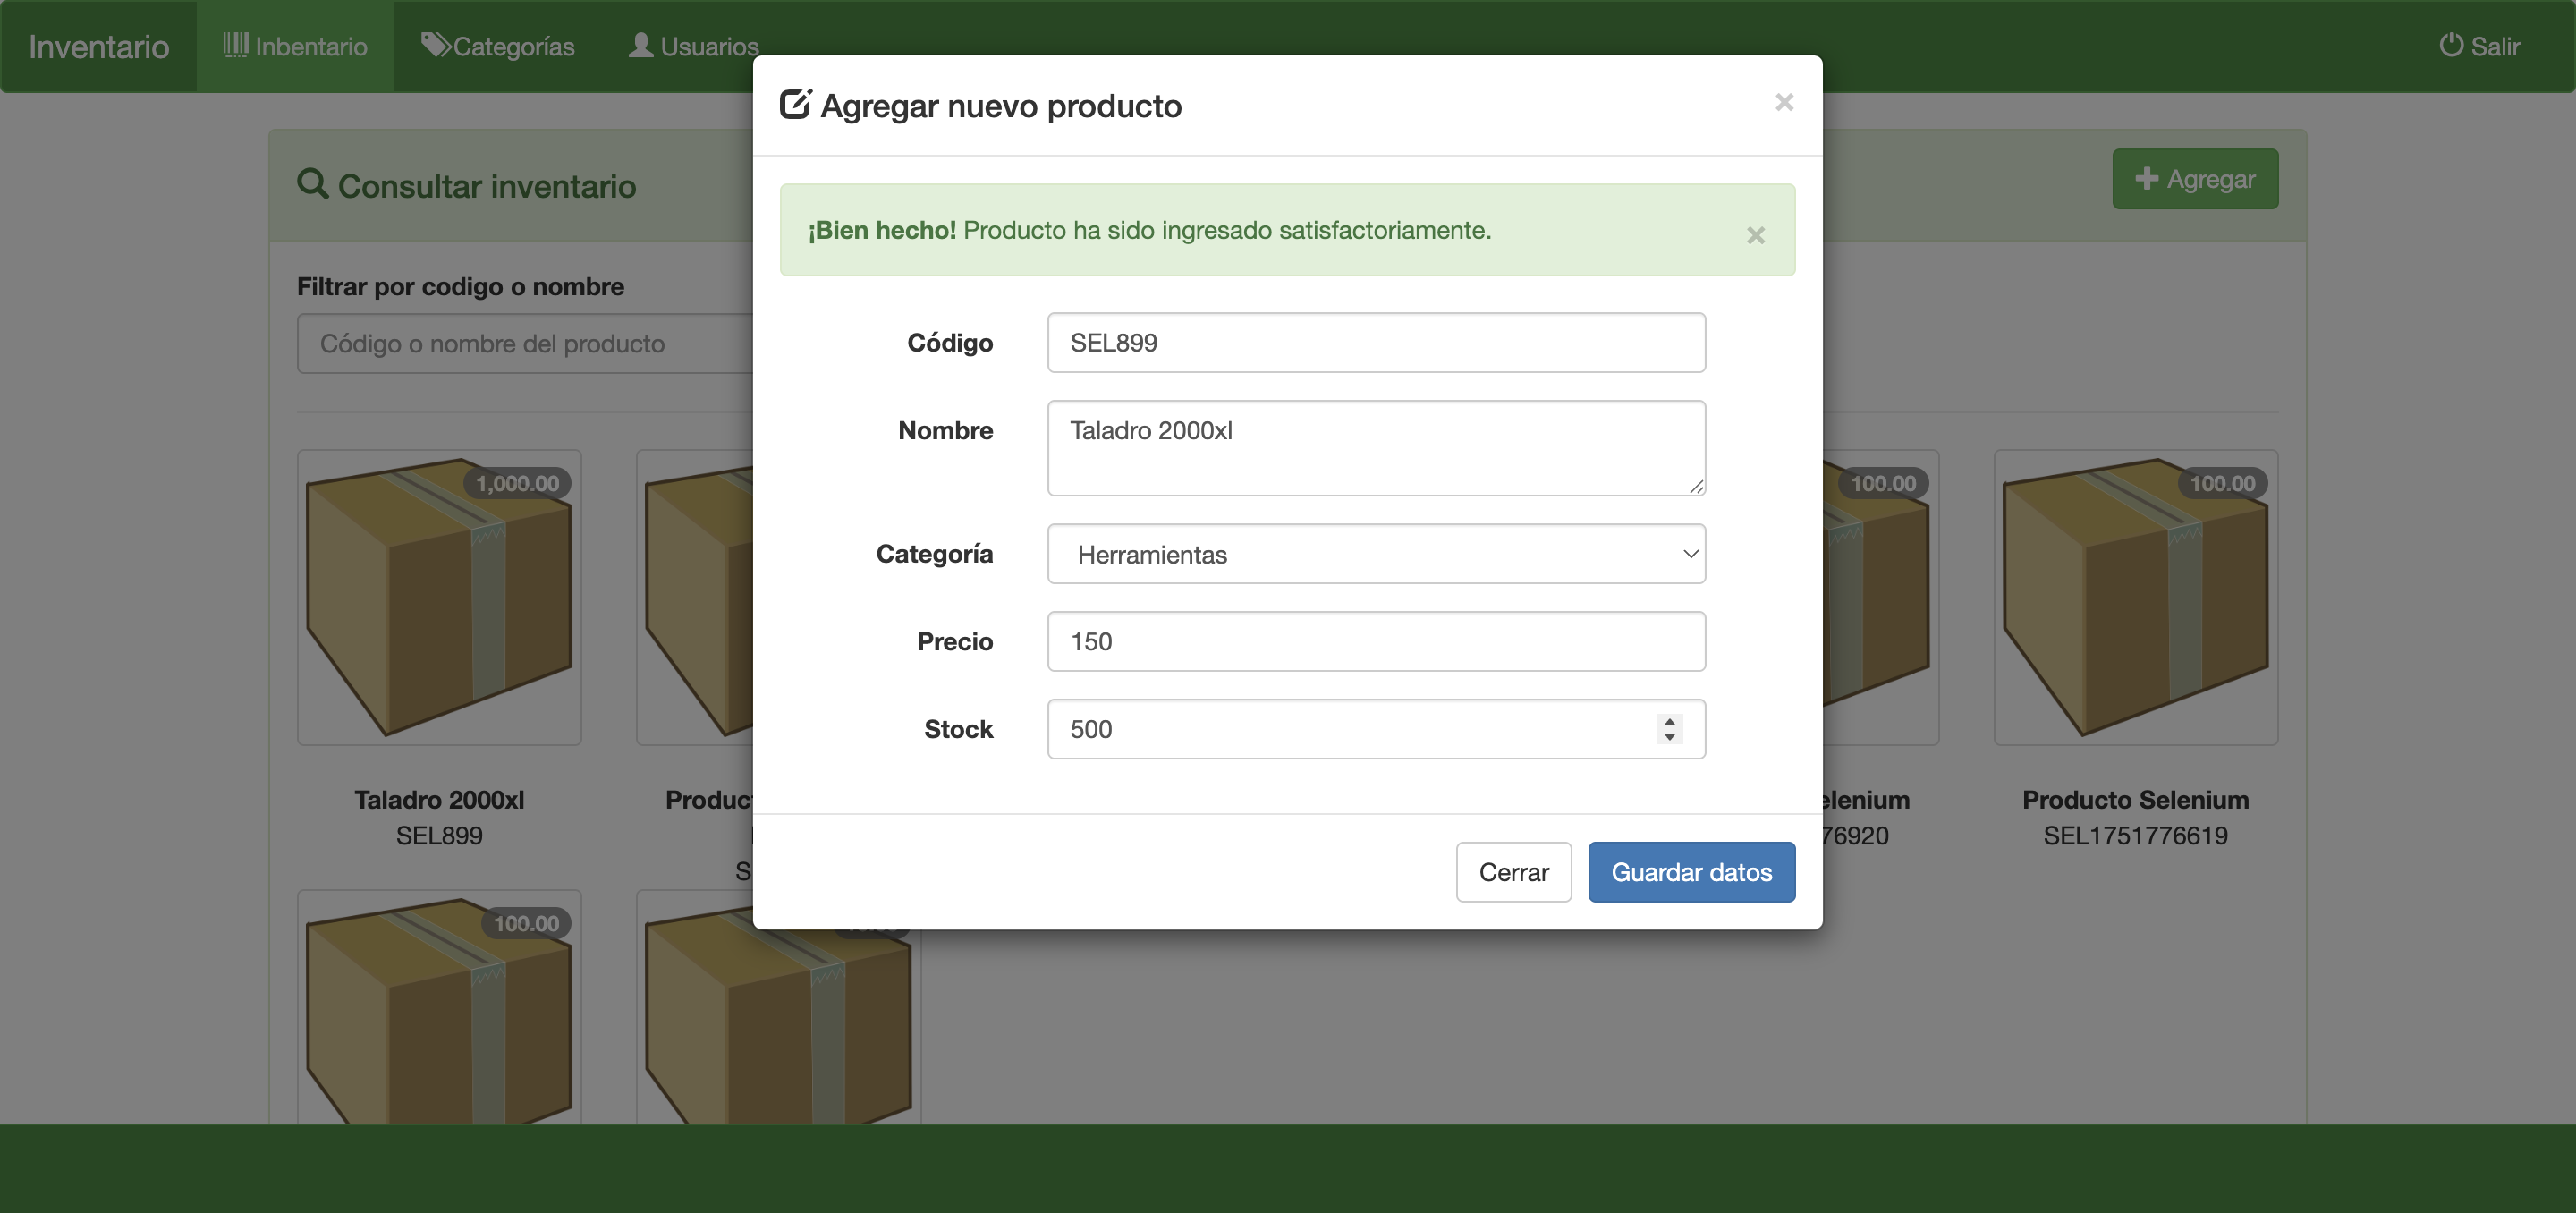 Inventario
Inbentario
Categorías
Usuarios
Salir
Agregar nuevo producto
×
Consultar inventario
Agregar
¡Bien hecho! Producto ha sido ingresado satisfactoriamente.
×
Filtrar por codigo o nombre
Código o nombre del producto
Código
SEL899
Nombre
Taladro 2000xl
Categoría
Herramientas
Precio
150
Stock
500
Cerrar
Guardar datos
1,000.00
100.00
100.00
Taladro 2000xl
SEL899
Produc
S
elenium
76920
Producto Selenium
SEL1751776619
100.00